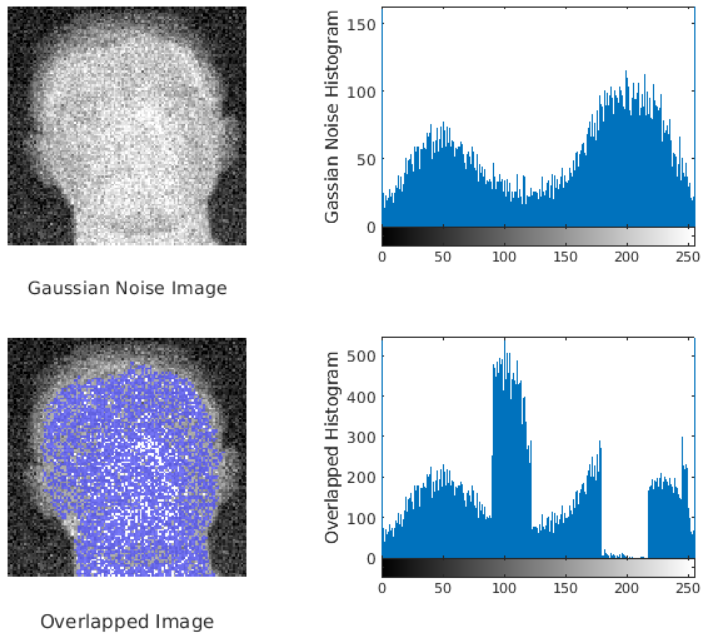 Gassian Noise Histogram
150
100
50
0
0 50 100 150 200 250
Gaussian Noise Image
Overlapped Histogram
500
400
300
200
100
0
0 50 100 150 200 250
Overlapped Image